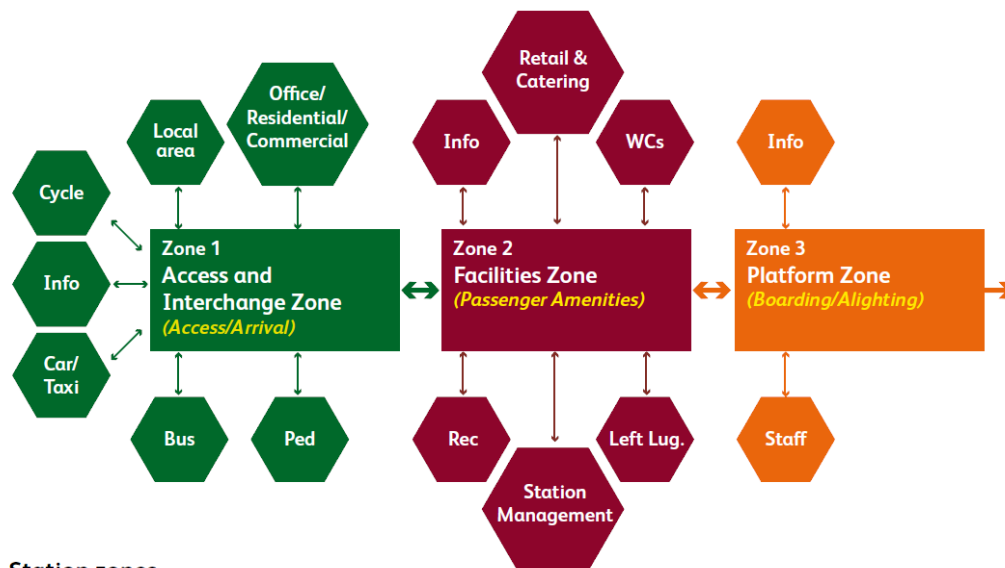 Retail &
Catering
Office/
Residential/
Commercial
Local
area
Info
WCs
Info
Cycle
Info
Car/
Taxi
Zone 1
Access and
Interchange Zone
(Access/Arrival)
Zone 2
Facilities Zone
(Passenger Amenities)
Zone 3
Platform Zone
(Boarding/Alighting)
Bus
Ped
Rec
Left Lug.
Staff
Station
Management
Station zones